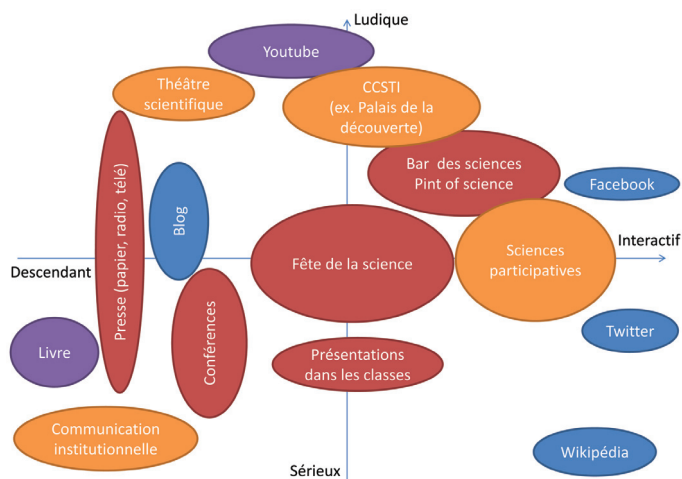 Ludique
Youtube
Théâtre
scientifique
CCSTI
(ex. Palais de la
découverte)
Bar des sciences
Pint of science
Facebook
Presse (papier, radio, télé)
Blog
Interactif
Descendant
Fête de la science
Sciences
participatives
Conférences
Livre
Twitter
Présentations
dans les classes
Communication
institutionnelle
Wikipédia
Sérieux